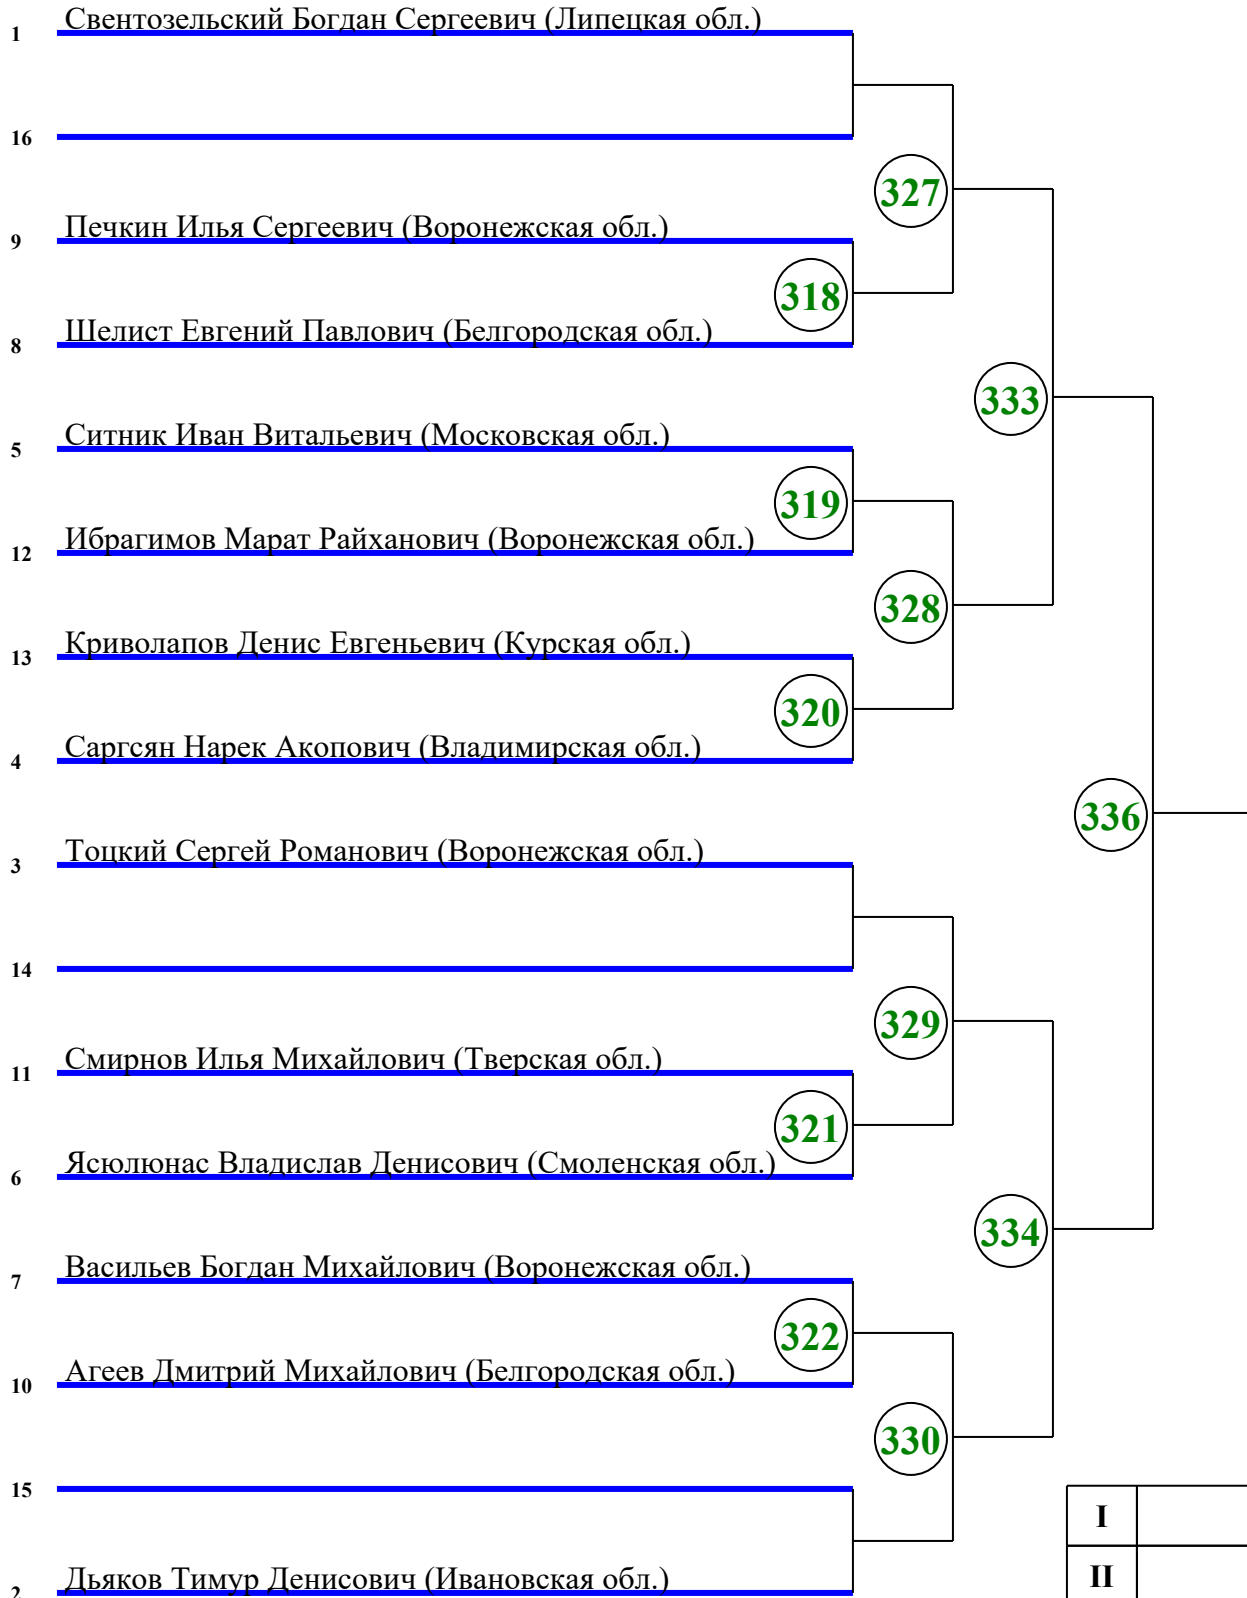 1 Свентозельский Богдан Сергеевич (Липецкая обл.)
16
327
9 Печкин Илья Сергеевич (Воронежская обл.)
318
8 Шелист Евгений Павлович (Белгородская обл.)
333
5 Ситник Иван Витальевич (Московская обл.)
319
12 Ибрагимов Марат Райханович (Воронежская обл.)
328
13 Криволапов Денис Евгеньевич (Курская обл.)
320
4 Саргсян Нарек Акопович (Владимирская обл.)
336
3 Тоцкий Сергей Романович (Воронежская обл.)
14
329
11 Смирнов Илья Михайлович (Тверская обл.)
321
6 Ясюлюнас Владислав Денисович (Смоленская обл.)
334
7 Васильев Богдан Михайлович (Воронежская обл.)
322
10 Агеев Дмитрий Михайлович (Белгородская обл.)
330
15
I
2 Дьяков Тимур Денисович (Ивановская обл.)
II